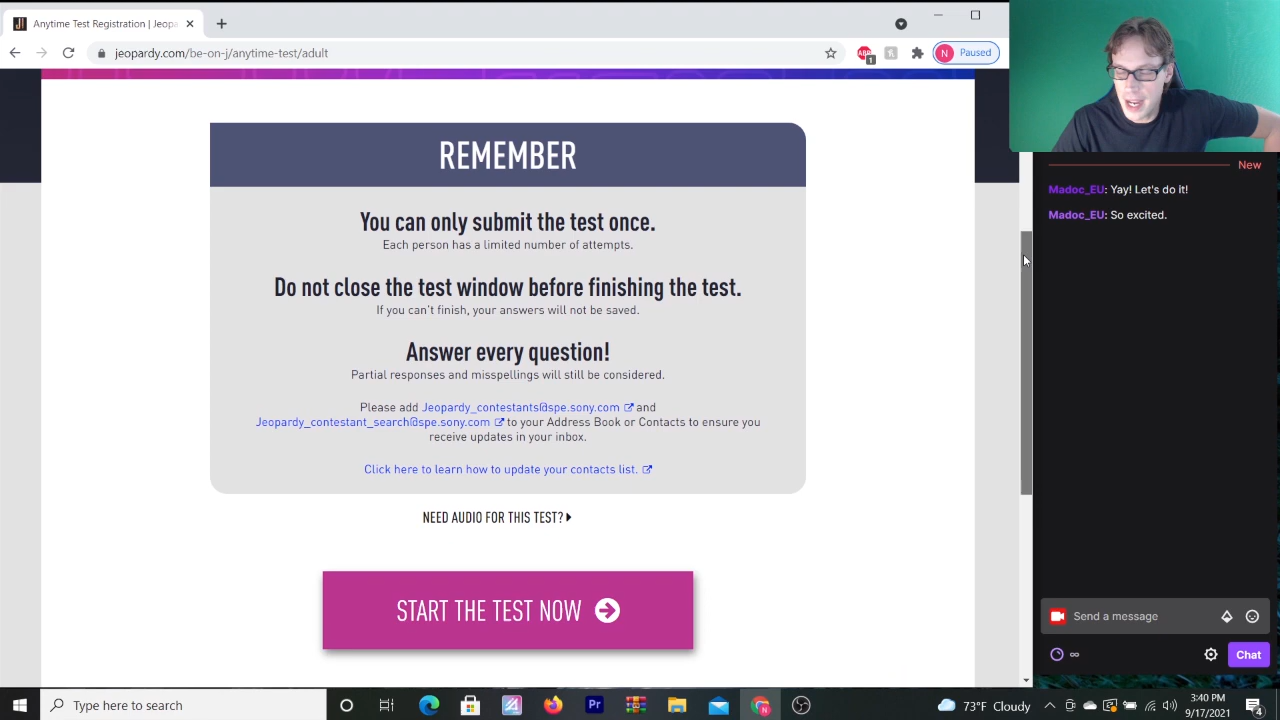 Anytime Test Registration | Jeopa
jeopardy.com/be-on-j/anytime-test/adult
ABP
1
N
Paused
REMEMBER
You can only submit the test once.
Each person has a limited number of attempts.
Do not close the test window before finishing the test.
If you can't finish, your answers will not be saved.
Answer every question!
Partial responses and misspellings will still be considered.
Please add Jeopardy_contestants@spe.sony.com and
Jeopardy_contestant_search@spe.sony.com to your Address Book or Contacts to ensure you
receive updates in your inbox.
Click here to learn how to update your contacts list.
NEED AUDIO FOR THIS TEST?
START THE TEST NOW
New
Madoc_EU: Yay! Let's do it!
Madoc_EU: So excited.
Send a message
∞
Chat
Type here to search
Pr
N
73°F Cloudy
3:40 PM
9/17/2021
4